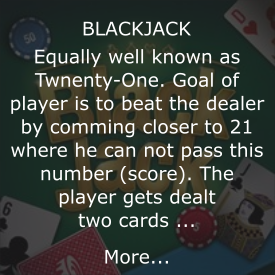 BLACKJACK
Equally well known as
Twnenty-One. Goal of
player is to beat the dealer
by comming closer to 21
where he can not pass this
number (score). The
player gets dealt
two cards ...
More...